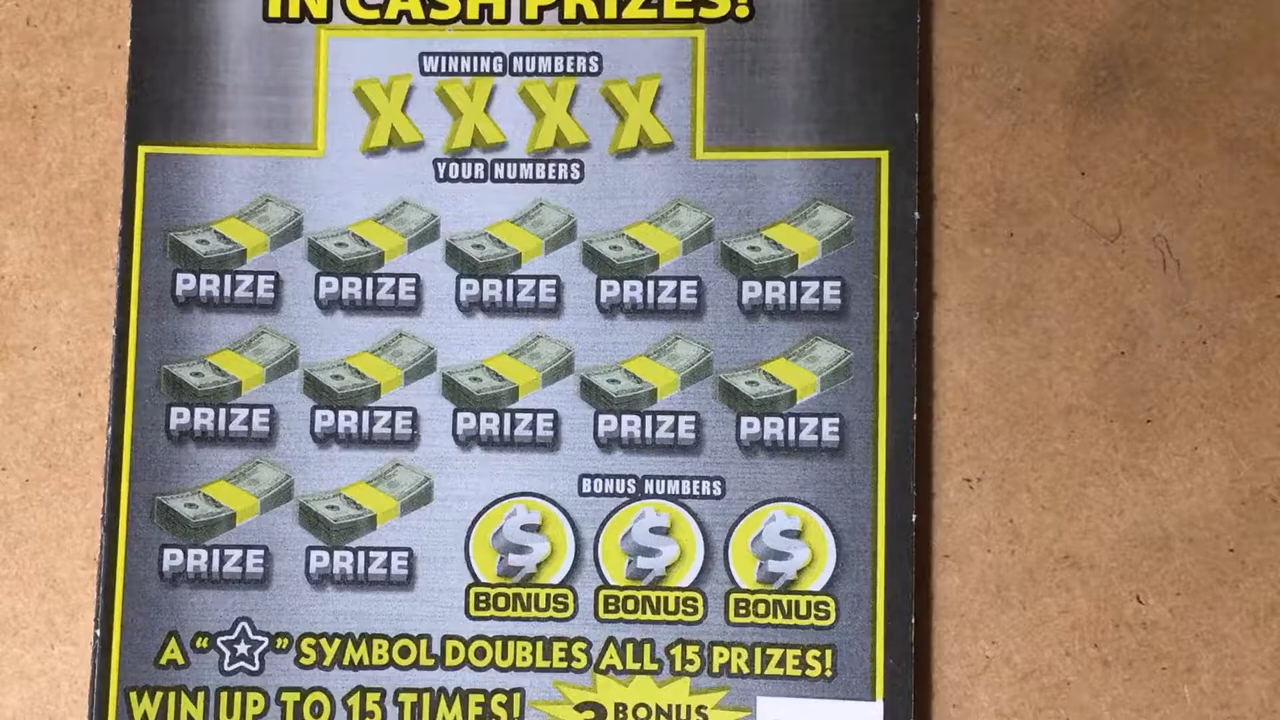 IN CASH PRIZES!
WINNING NUMBERS
X X X X
YOUR NUMBERS
PRIZE PRIZE PRIZE PRIZE PRIZE
PRIZE PRIZE PRIZE PRIZE PRIZE
BONUS NUMBERS
$ $ $
PRIZE PRIZE
BONUS BONUS BONUS
A "☆" SYMBOL DOUBLES ALL 15 PRIZES!
WIN UP TO 15 TIMES!
3 BONUS